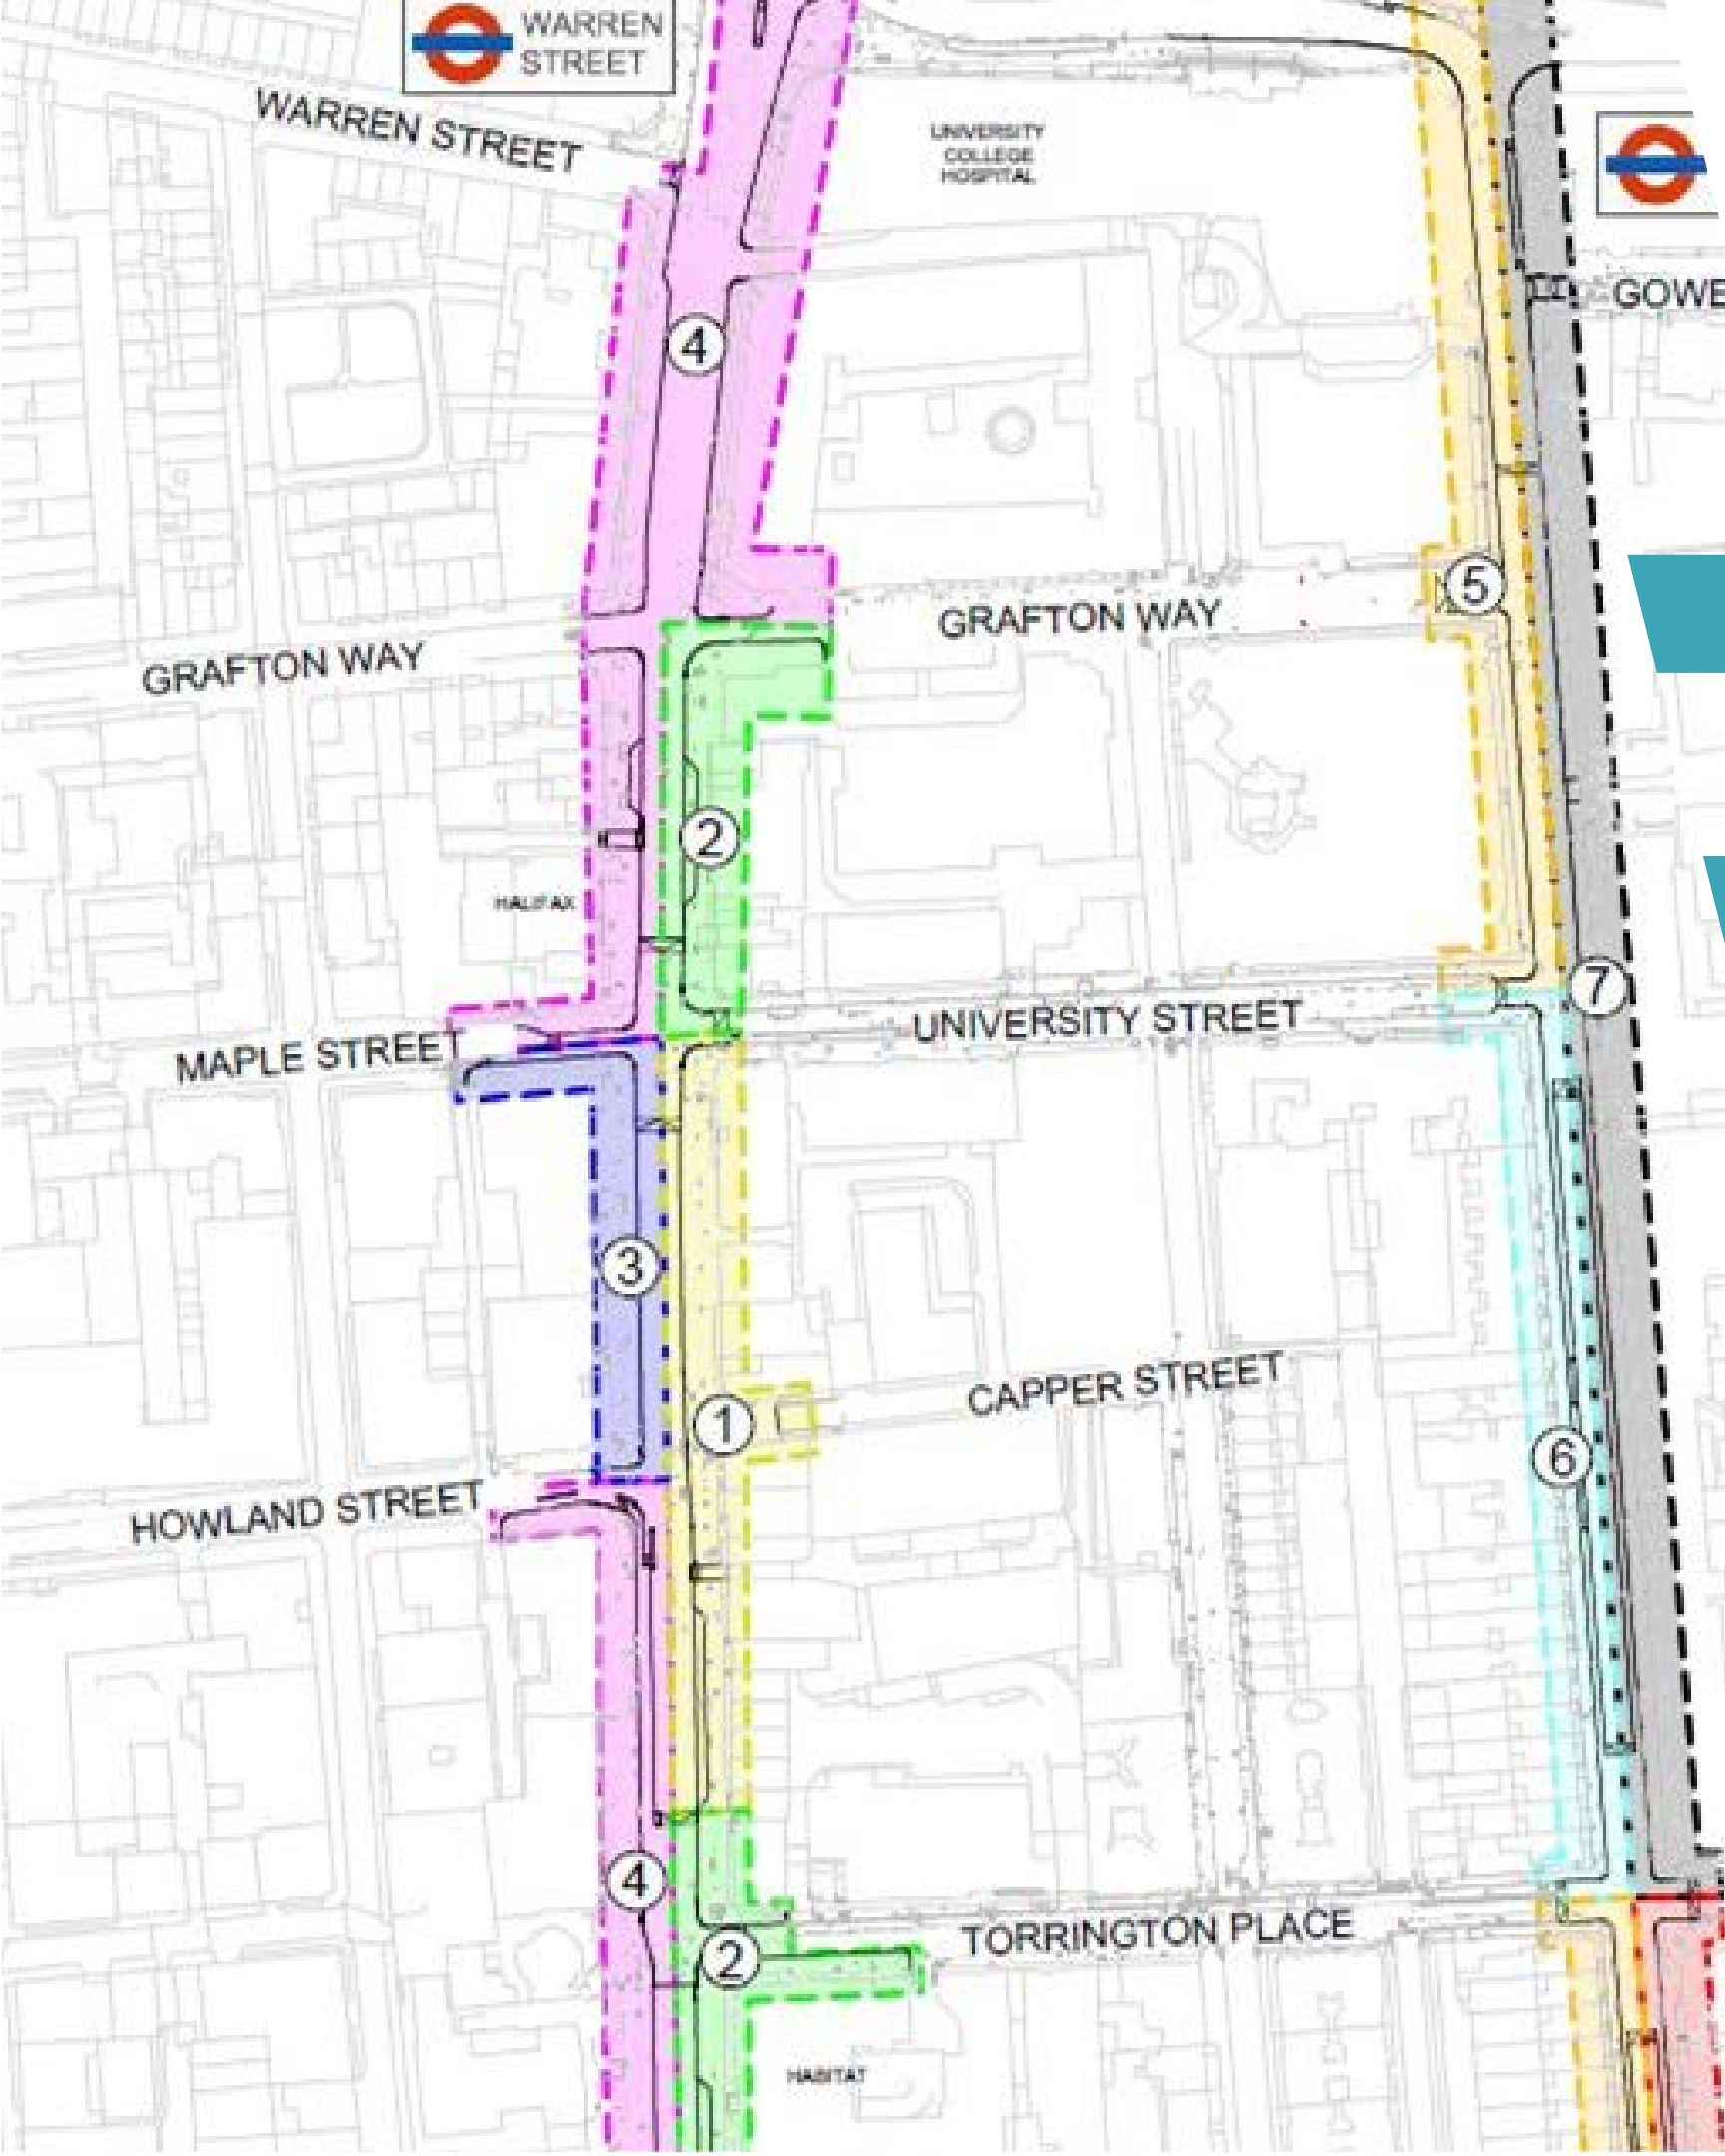 WARREN
STREET
WARREN STREET
UNIVERSITY
COLLEGE
HOSPITAL
GOWE
4
5
GRAFTON WAY
GRAFTON WAY
2
HALIFAX
7
UNIVERSITY STREET
MAPLE STREET
3
CAPPER STREET
1
6
HOWLAND STREET
4
TORRINGTON PLACE
2
HABITAT